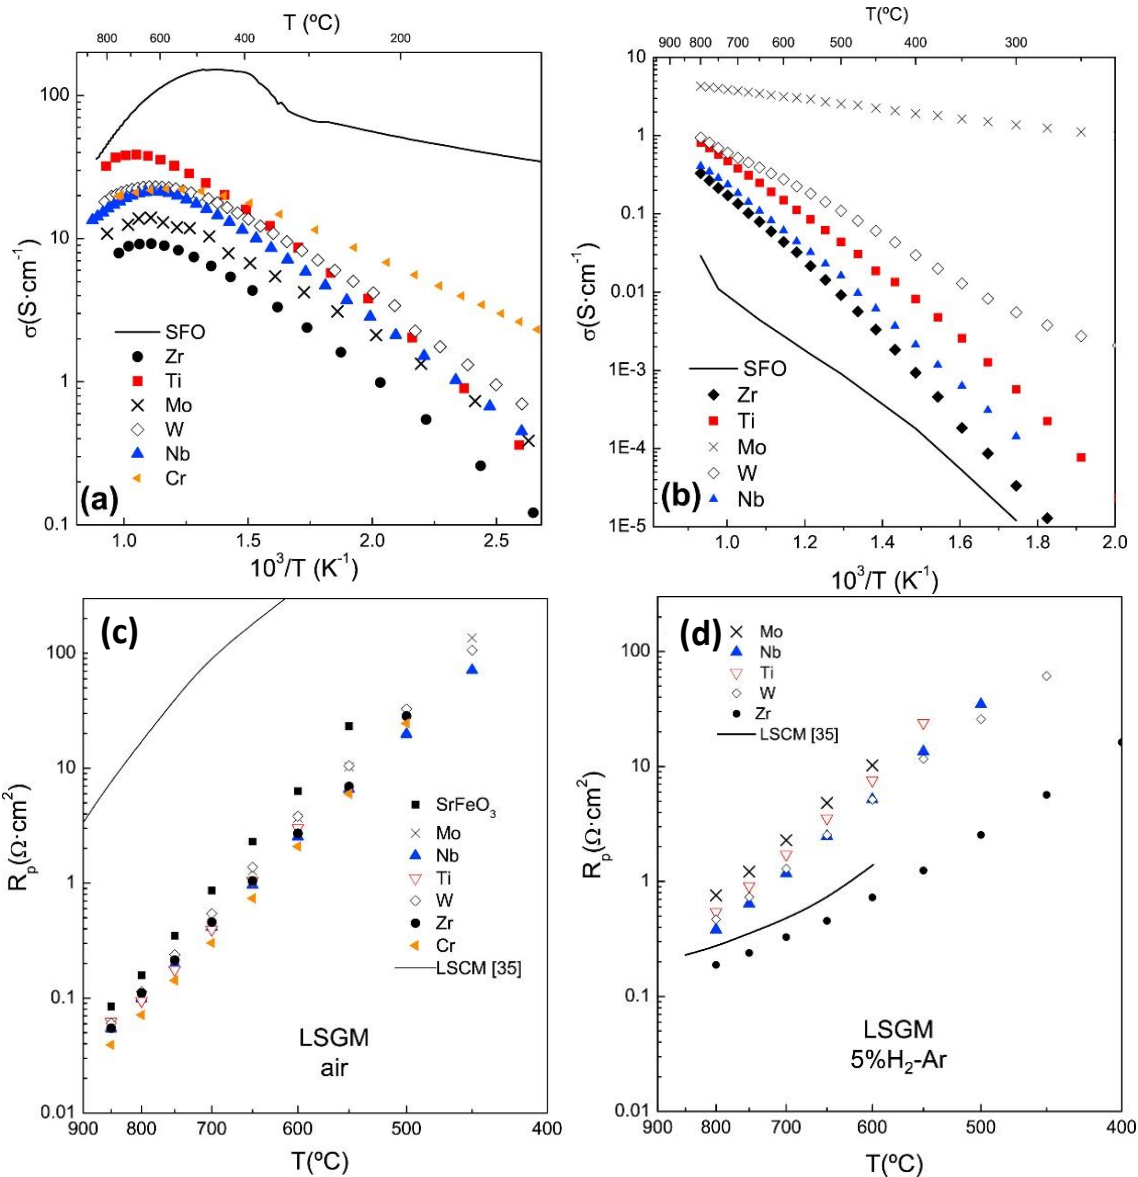 T (ºC)
800 600 400 200
100
10
1
0.1
σ(S·cm⁻¹)
SFO
Zr
Ti
Mo
W
Nb
Cr
(a)
1.0 1.5 2.0 2.5
10³/T (K⁻¹)
T(ºC)
900 800 700 600 500 400 300
10
1
0.1
0.01
1E-3
1E-4
1E-5
σ(S·cm⁻¹)
SFO
Zr
Ti
Mo
W
Nb
(b)
1.0 1.2 1.4 1.6 1.8 2.0
10³/T (K⁻¹)
(c)
100
10
1
0.1
0.01
Rₚ(Ω·cm²)
SrFeO₃
Mo
Nb
Ti
W
Zr
Cr
LSCM [35]
LSGM
air
900 800 700 600 500 400
T(ºC)
(d)
Mo
Nb
Ti
W
Zr
LSCM [35]
100
10
1
0.1
0.01
Rₚ(Ω·cm²)
LSGM
5%H₂-Ar
900 800 700 600 500 400
T(ºC)